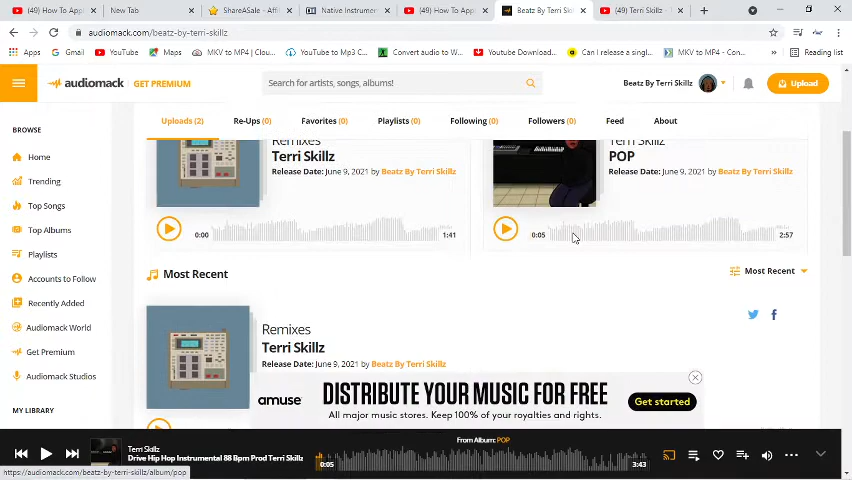 (49) How To
New Tab
ShareASale - Affi
Native Instrumen
(49) How To Ap
Beatz By Terri Ski
(49) Terri Skillz - T
audiomack.com/beatz-by-terri-skillz
Apps
Gmail
YouTube
Maps
MKV to MP4 | Clou...
YouTube to Mp3 C...
Convert audio to W...
Youtube Download...
Can I release a singl...
MKV to MP4 - Con...
Reading list
audiomack
GET PREMIUM
Search for artists, songs, albums!
Beatz By Terri Skillz
Upload
Uploads (2)
Re-Ups (0)
Favorites (0)
Playlists (0)
Following (0)
Followers (0)
Feed
About
BROWSE
Home
Trending
Top Songs
Top Albums
Playlists
Accounts to Follow
Recently Added
Audiomack World
Get Premium
Audiomack Studios
MY LIBRARY
Remixes
Terri Skillz
Release Date: June 9, 2021 by Beatz By Terri Skillz
0:00
1:41
Terri Skillz
POP
Release Date: June 9, 2021 by Beatz By Terri Skillz
0:05
2:57
Most Recent
Most Recent
Remixes
Terri Skillz
Release Date: June 9, 2021 by Beatz By Terri Skillz
amuse
DISTRIBUTE YOUR MUSIC FOR FREE
All major music stores. Keep 100% of your royalties and rights.
Get started
Terri Skillz
Drive Hip Hop Instrumental 88 Bpm Prod Terri Skillz
From Album: POP
0:05
3:43
https://audiomack.com/beatz-by-terri-skillz/album/pop